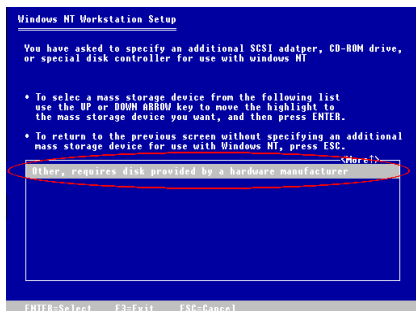 Windows NT Workstation Setup
You have asked to specify an additional SCSI adatper, CD-ROM drive,
or special disk controller for use with windows NT
• To selec a mass storage device from the following list
use the UP or DOWN ARROW key to move the highlight to
the mass storage device you want, and then press ENTER.
• To return to the previous screen without specifying an additional
mass storage device for use with Windows NT, press ESC.
<More↑>
Other, requires disk provided by a hardware manufacturer
ENTER=Select F3=Exit ESC=Cancel